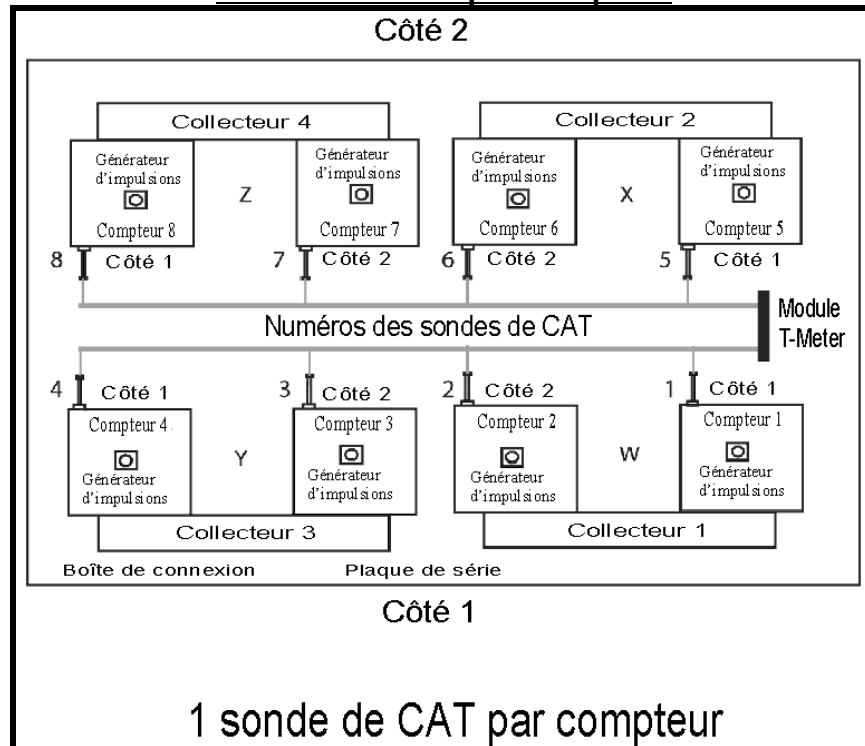 Côté 2
Collecteur 4
Collecteur 2
Générateur d'impulsions
Compteur 8
Z
Générateur d'impulsions
Compteur 7
Générateur d'impulsions
Compteur 6
X
Générateur d'impulsions
Compteur 5
8 Côté 1
7 Côté 2
6 Côté 2
5 Côté 1
Numéros des sondes de CAT
Module
T-Meter
4 Côté 1
3 Côté 2
2 Côté 2
1 Côté 1
Compteur 4
Générateur d'impulsions
Y
Compteur 3
Générateur d'impulsions
Compteur 2
Générateur d'impulsions
W
Compteur 1
Générateur d'impulsions
Collecteur 3
Collecteur 1
Boîte de connexion
Plaque de série
Côté 1
1 sonde de CAT par compteur